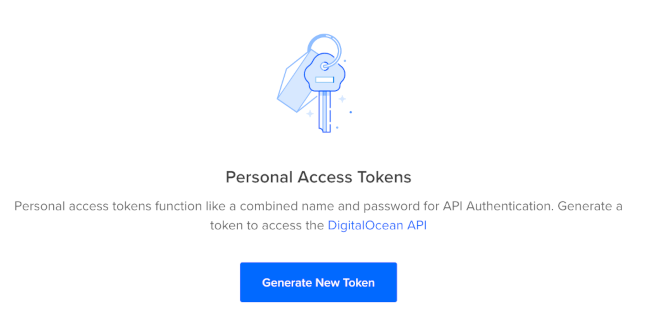 Personal Access Tokens
Personal access tokens function like a combined name and password for API Authentication. Generate a
token to access the DigitalOcean API
Generate New Token